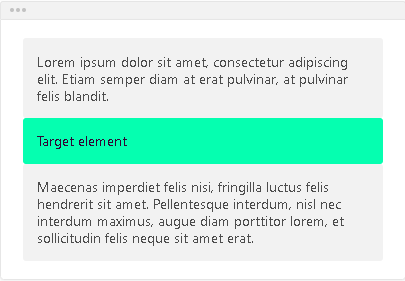 Lorem ipsum dolor sit amet, consectetur adipiscing
elit. Etiam semper diam at erat pulvinar, at pulvinar
felis blandit.
Target element
Maecenas imperdiet felis nisi, fringilla luctus felis
hendrerit sit amet. Pellentesque interdum, nisl nec
interdum maximus, augue diam porttitor lorem, et
sollicitudin felis neque sit amet erat.